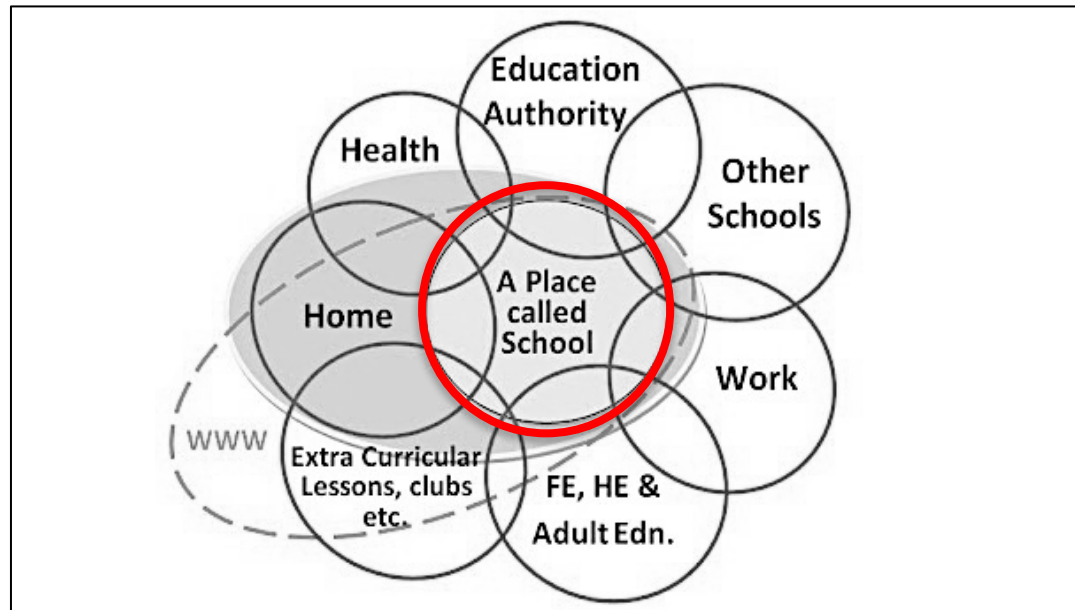 Education
Authority
Health
Other
Schools
A Place
called
School
Home
Work
WWW
Extra Curricular
Lessons, clubs
etc.
FE, HE &
Adult Edn.